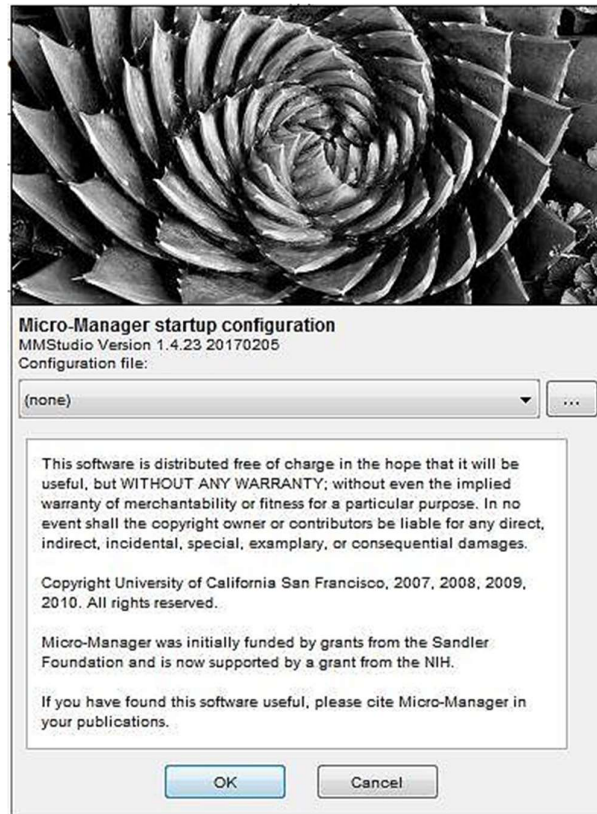 Micro-Manager startup configuration
MMStudio Version 1.4.23 20170205
Configuration file:
(none)
...
This software is distributed free of charge in the hope that it will be
useful, but WITHOUT ANY WARRANTY; without even the implied
warranty of merchantability or fitness for a particular purpose. In no
event shall the copyright owner or contributors be liable for any direct,
indirect, incidental, special, examplary, or consequential damages.
Copyright University of California San Francisco, 2007, 2008, 2009,
2010. All rights reserved.
Micro-Manager was initially funded by grants from the Sandler
Foundation and is now supported by a grant from the NIH.
If you have found this software useful, please cite Micro-Manager in
your publications.
OK Cancel